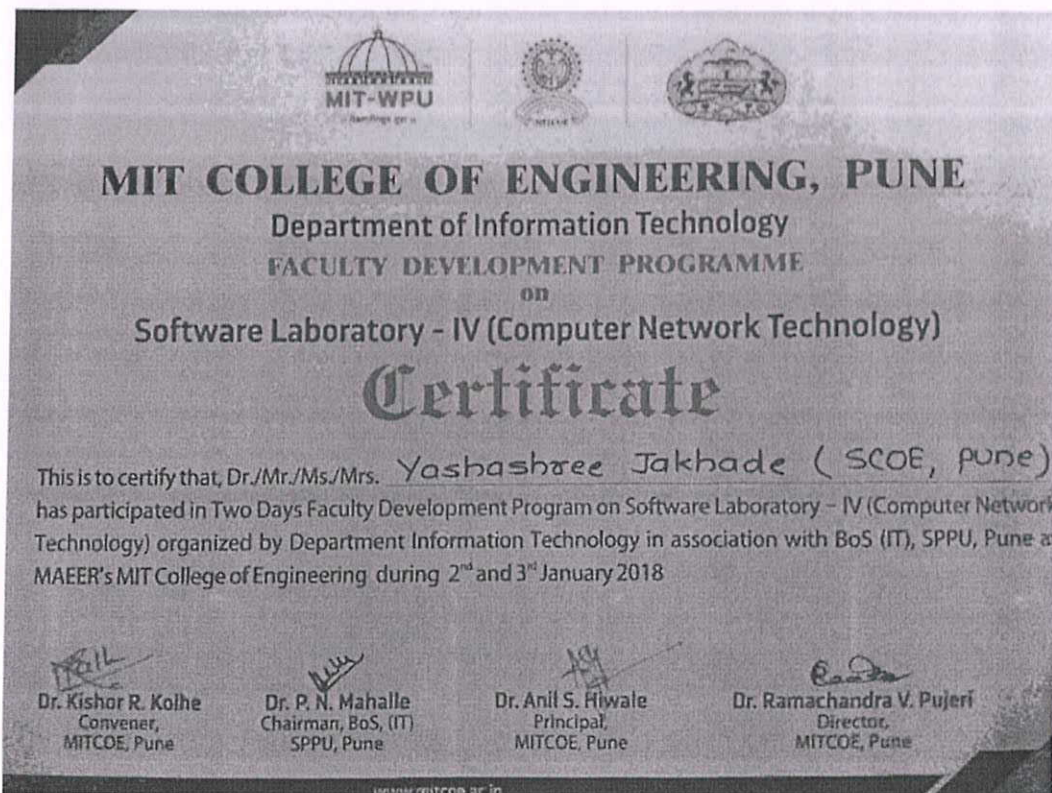 MIT-WPU
MIT COLLEGE OF ENGINEERING, PUNE
Department of Information Technology
FACULTY DEVELOPMENT PROGRAMME
on
Software Laboratory - IV (Computer Network Technology)
Certificate
This is to certify that, Dr./Mr./Ms./Mrs. Yashashree Jakhade ( SCOE, pune)
has participated in Two Days Faculty Development Program on Software Laboratory – IV (Computer Network
Technology) organized by Department Information Technology in association with BoS (IT), SPPU, Pune a
MAEER's MIT College of Engineering during 2nd and 3rd January 2018
Dr. Kishor R. Kolhe Dr. P. N. Mahalle Dr. Anil S. Hiwale Dr. Ramachandra V. Pujeri
Convener, Chairman, BoS, (IT) Principal, Director,
MITCOE, Pune SPPU, Pune MITCOE, Pune MITCOE, Pune
www.mitcoe.ac.in